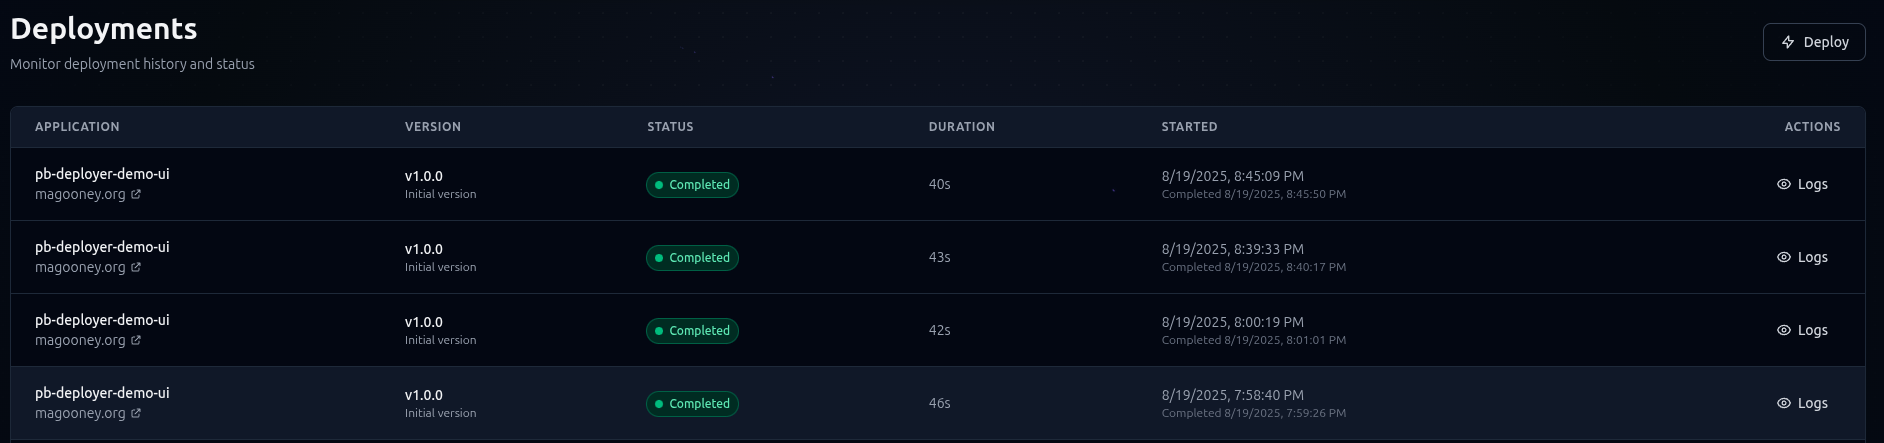 Deployments
Monitor deployment history and status
Deploy
APPLICATION VERSION STATUS DURATION STARTED ACTIONS
pb-deployer-demo-ui v1.0.0 Completed 40s 8/19/2025, 8:45:09 PM Logs
magooney.org Initial version Completed 8/19/2025, 8:45:50 PM
pb-deployer-demo-ui v1.0.0 Completed 43s 8/19/2025, 8:39:33 PM Logs
magooney.org Initial version Completed 8/19/2025, 8:40:17 PM
pb-deployer-demo-ui v1.0.0 Completed 42s 8/19/2025, 8:00:19 PM Logs
magooney.org Initial version Completed 8/19/2025, 8:01:01 PM
pb-deployer-demo-ui v1.0.0 Completed 46s 8/19/2025, 7:58:40 PM Logs
magooney.org Initial version Completed 8/19/2025, 7:59:26 PM